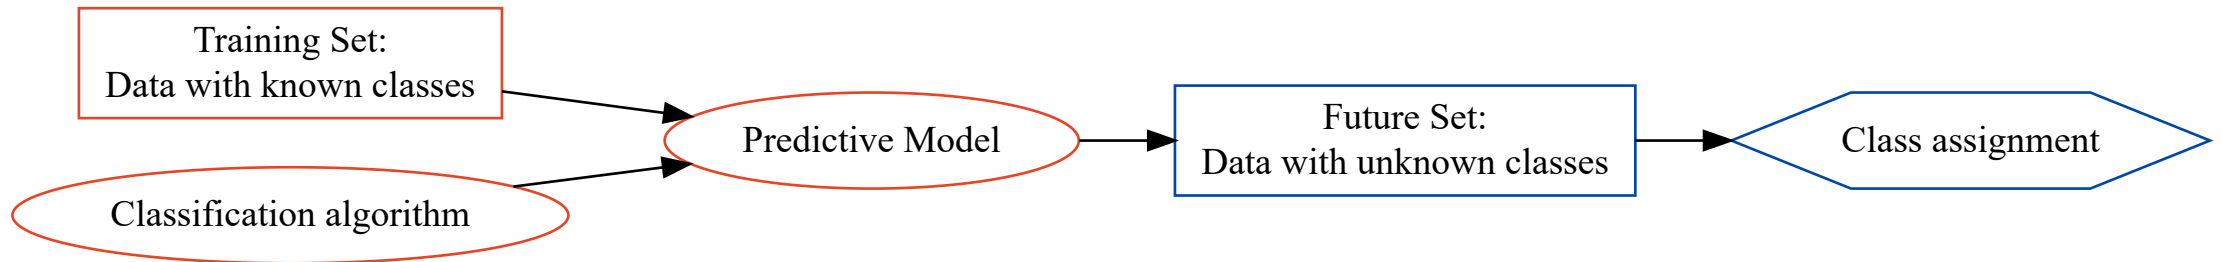 Training Set:
Data with known classes
Classification algorithm
Predictive Model
Future Set:
Data with unknown classes
Class assignment